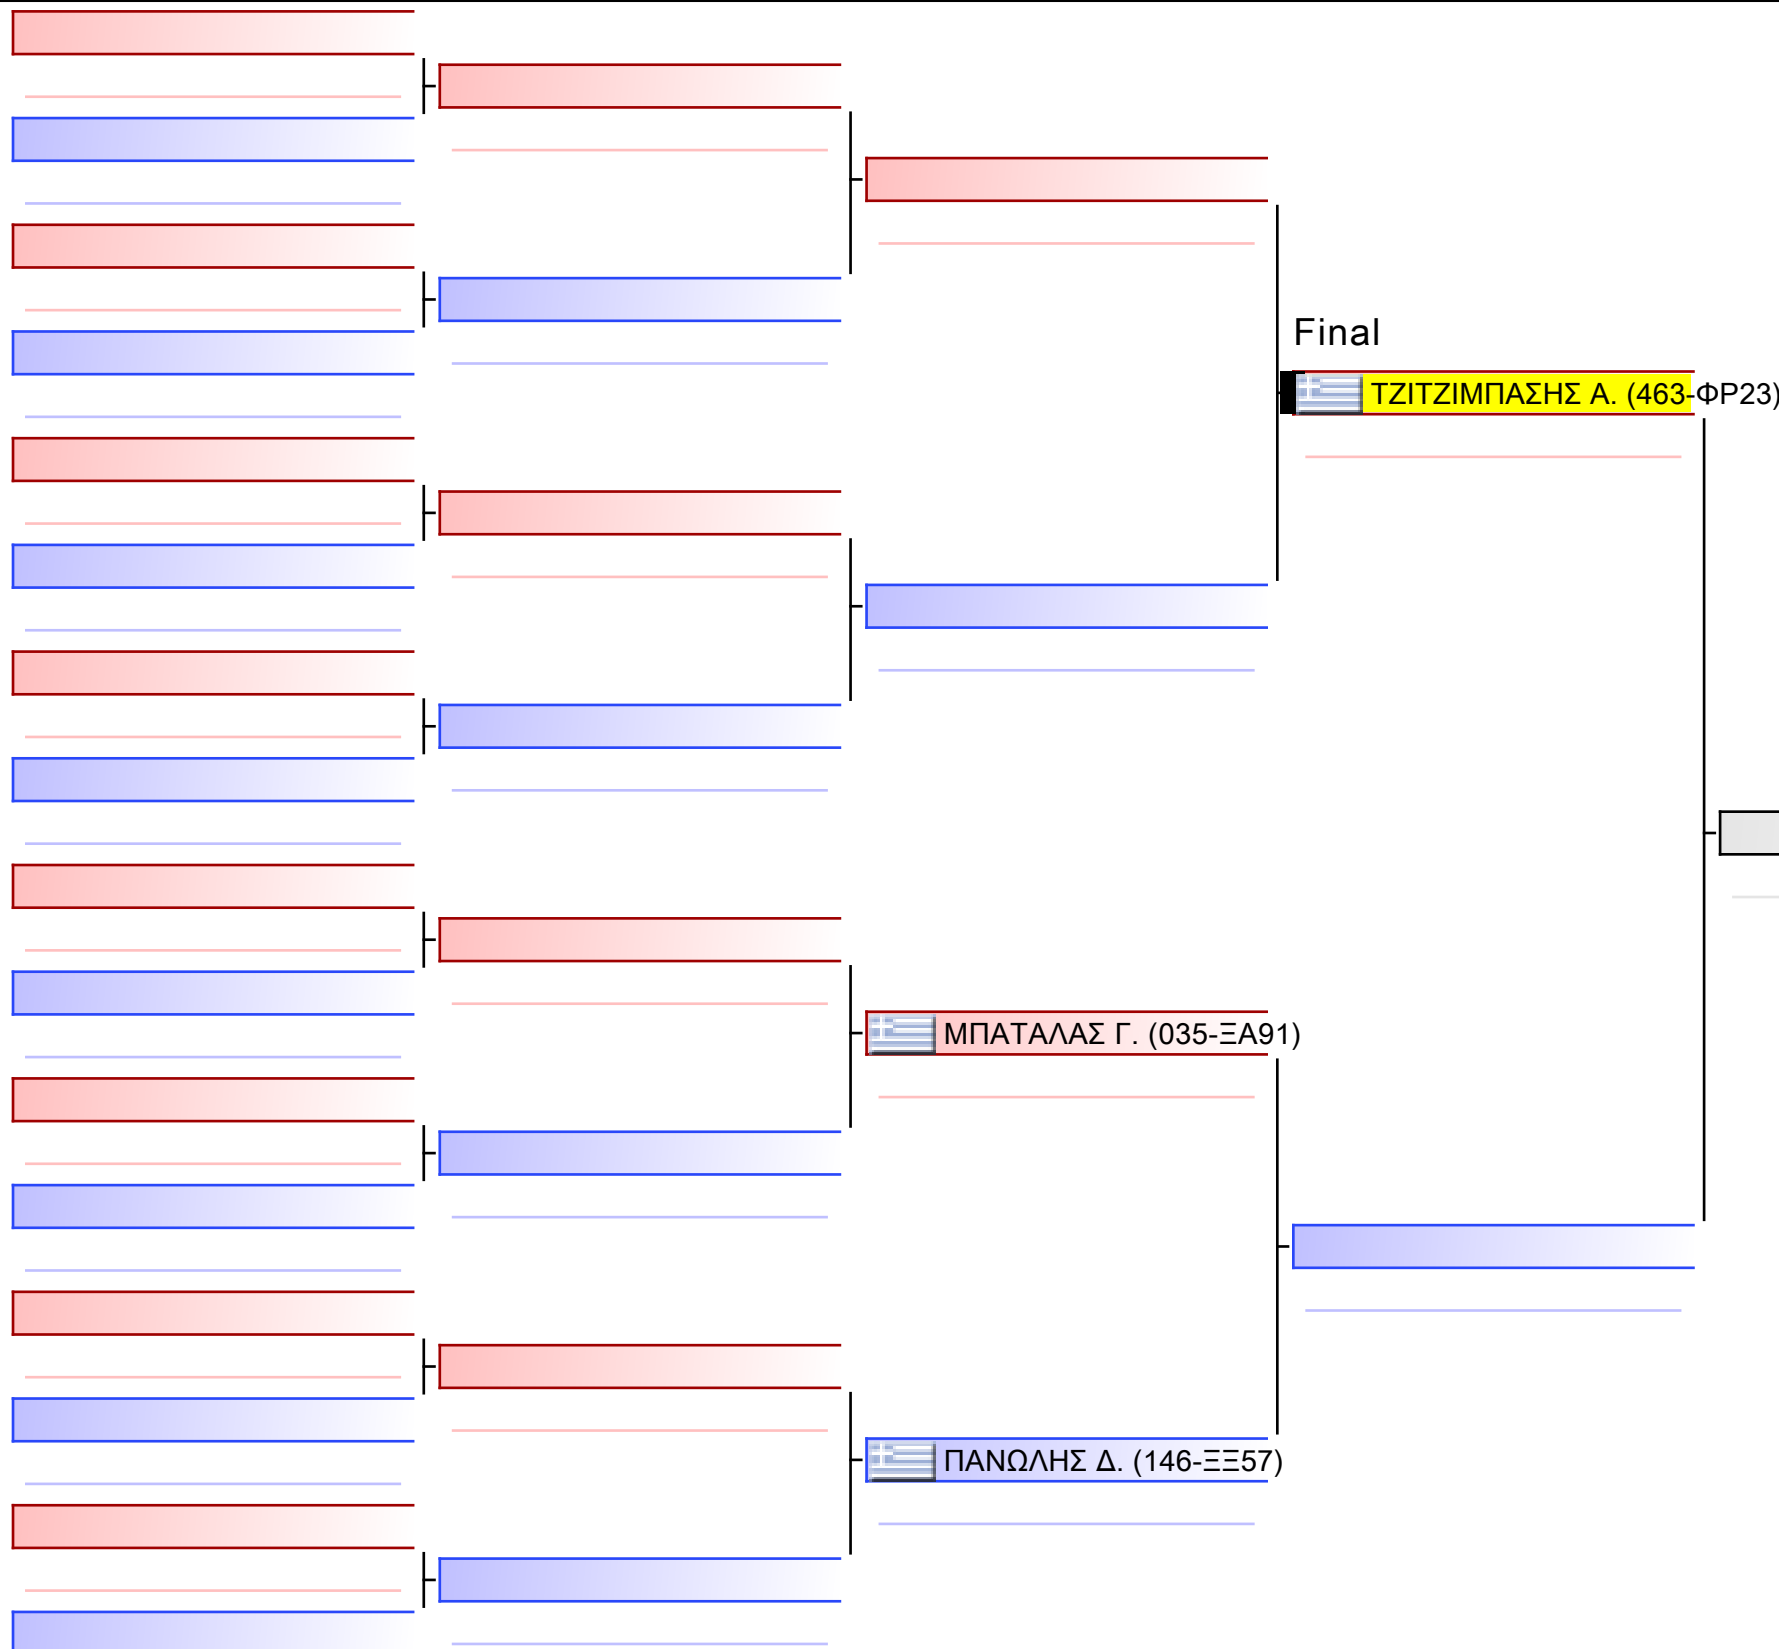 Final
ΤΖΙΤΖΙΜΠΑΣΗΣ Α. (463-ΦΡ23)
ΜΠΑΤΑΛΑΣ Γ. (035-ΞΑ91)
ΠΑΝΩΛΗΣ Δ. (146-ΞΞ57)